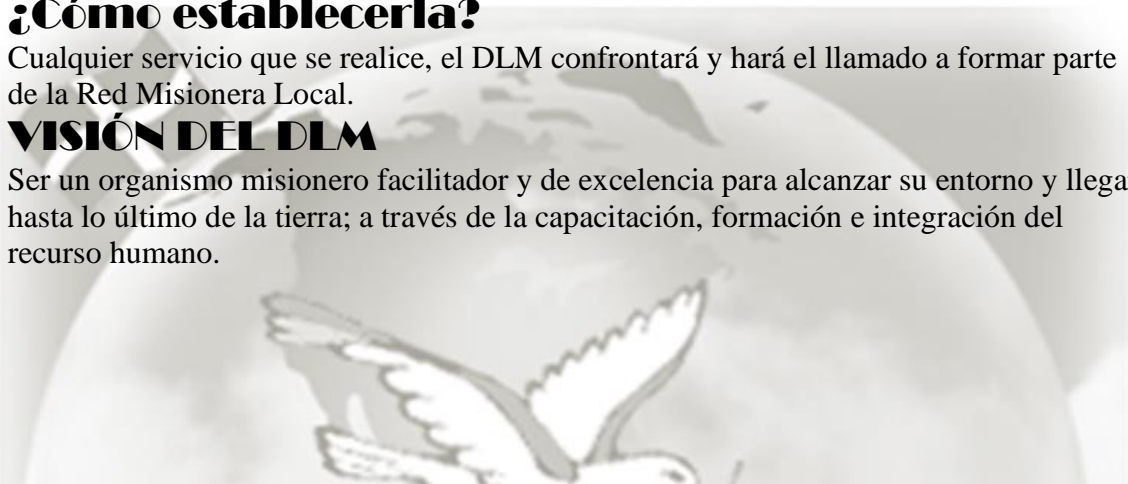 ¿Cómo establecerla?
Cualquier servicio que se realice, el DLM confrontará y hará el llamado a formar parte
de la Red Misionera Local.
VISIÓN DEL DLM
Ser un organismo misionero facilitador y de excelencia para alcanzar su entorno y llega
hasta lo último de la tierra; a través de la capacitación, formación e integración del
recurso humano.